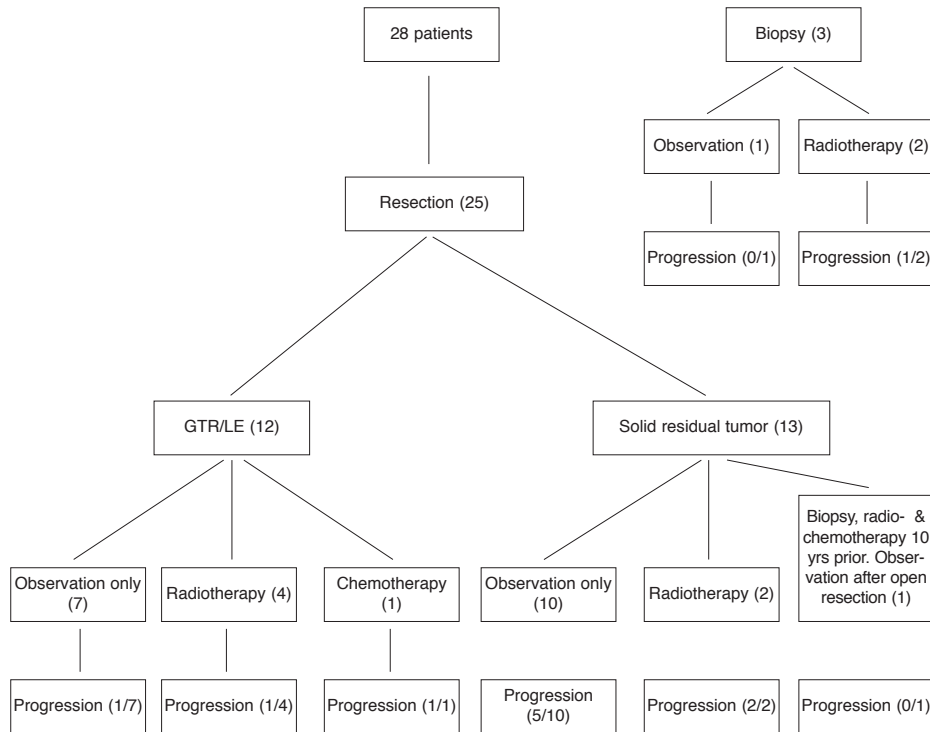 28 patients
Biopsy (3)
Observation (1)
Radiotherapy (2)
Resection (25)
Progression (0/1)
Progression (1/2)
GTR/LE (12)
Solid residual tumor (13)
Observation only
(7)
Radiotherapy (4)
Chemotherapy
(1)
Observation only
(10)
Radiotherapy (2)
Biopsy, radio- &
chemotherapy 10
yrs prior. Obser-
vation after open
resection (1)
Progression (1/7)
Progression (1/4)
Progression (1/1)
Progression
(5/10)
Progression (2/2)
Progression (0/1)